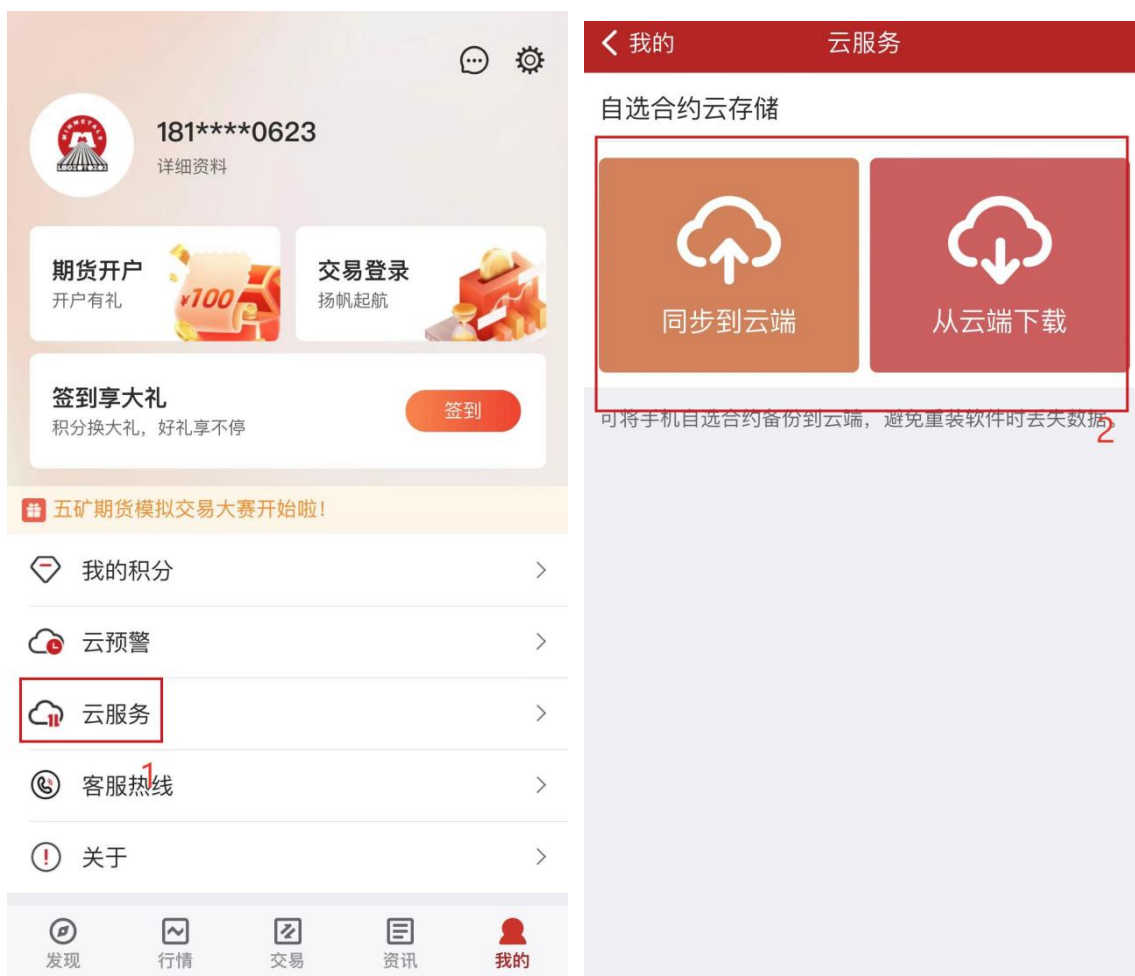 181****0623
详细资料
期货开户
开户有礼
¥100
交易登录
扬帆起航
签到享大礼
积分换大礼，好礼享不停
签到
五矿期货模拟交易大赛开始啦！
我的积分
云预警
云服务
1
客服热线
关于
发现
行情
交易
资讯
我的
我的
云服务
自选合约云存储
同步到云端
从云端下载
可将手机自选合约备份到云端，避免重装软件时丢失数据。
2